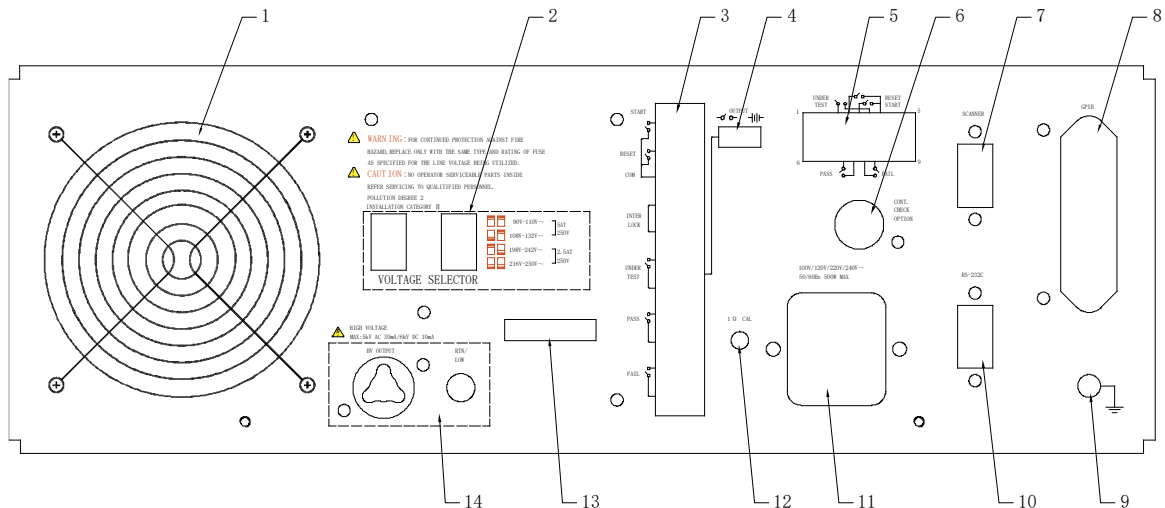 1
2
3
4
5
6
7
8
UNDER TEST
RESET
START
1
5
6
9
PASS
FAIL
OUTPUT
SCANNER
GPIB
START
RESET
COM
INTER LOCK
UNDER TEST
PASS
FAIL
WARNING: FOR CONTINUED PROTECTION AGAINST FIRE
HAZARD, REPLACE ONLY WITH THE SAME TYPE AND RATING OF FUSE
AS SPECIFIED FOR THE LINE VOLTAGE BEING UTILIZED.
CAUTION: NO OPERATOR SERVICEABLE PARTS INSIDE
REFER SERVICING TO QUALITIFIED PERSONNEL.
POLLUTION DEGREE 2
INSTALLATION CATEGORY II
90V-110V~
108V-132V~
5AT
250V
198V-242V~
216V-250V~
2.5AT
250V
VOLTAGE SELECTOR
CONT.
CHECK
OPTION
100V/120V/220V/240V~
50/60Hz 500W MAX
RS-232C
1Ω CAL
HIGH VOLTAGE
MAX:5kV AC 30mA/6kV DC 10mA
HV OUTPUT
RTN/
LOW
14
13
12
11
10
9